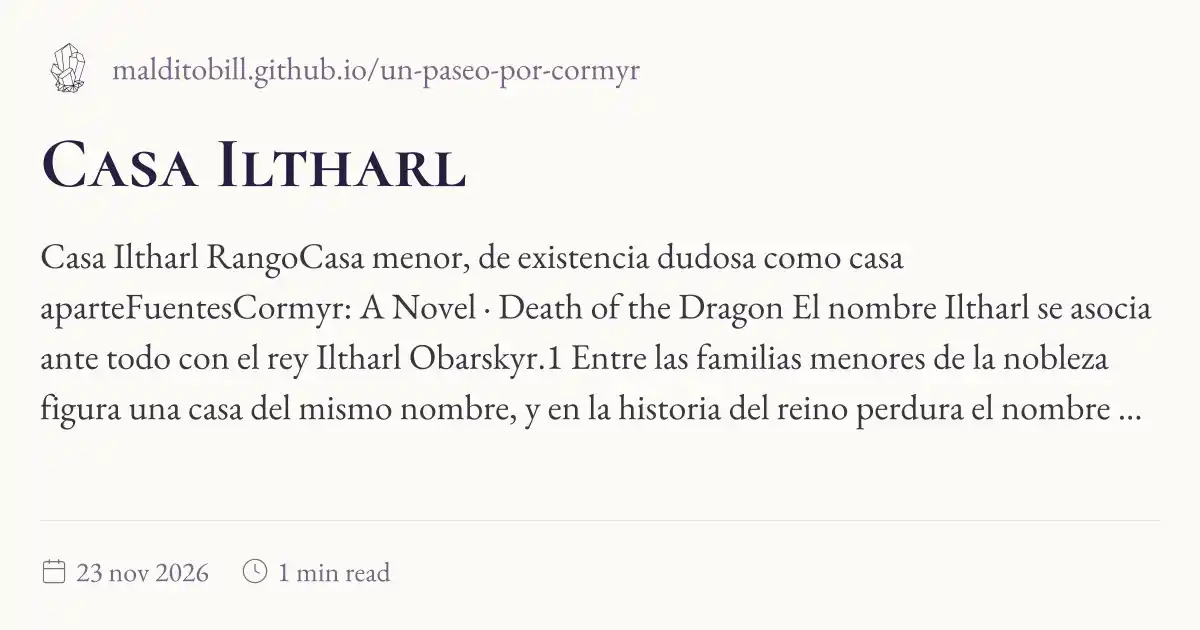 malditobill.github.io/un-paseo-por-cormyr
Casa Iltharl
Casa Iltharl RangoCasa menor, de existencia dudosa como casa
aparteFuentesCormyr: A Novel · Death of the Dragon El nombre Iltharl se asocia
ante todo con el rey Iltharl Obarskyr.1 Entre las familias menores de la nobleza
figura una casa del mismo nombre, y en la historia del reino perdura el nombre ...
23 nov 2026 1 min read